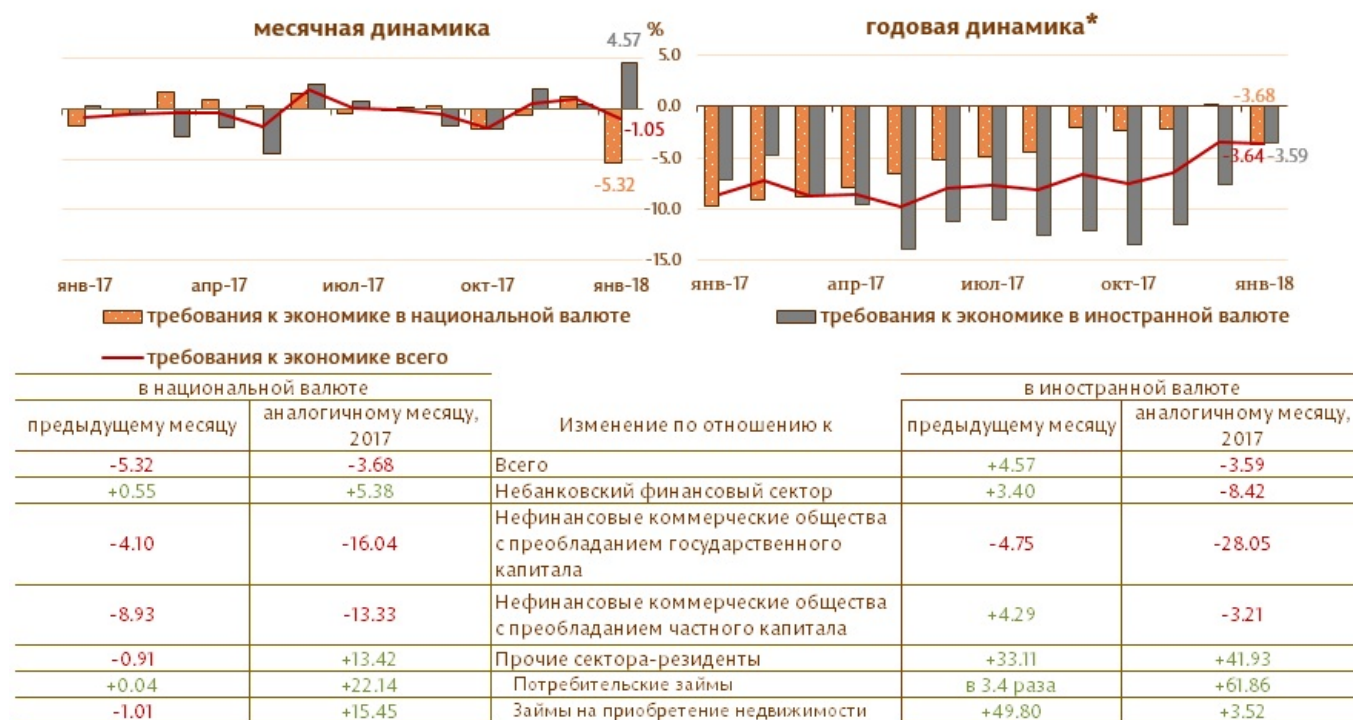 месячная динамика
%
годовая динамика*
4.57
5.0
0.0
-5.0
-10.0
-15.0
-1.05
-5.32
-3.68
-3.64 -3.59
янв-17 апр-17 июл-17 окт-17 янв-18
янв-17 апр-17 июл-17 окт-17 янв-18
требования к экономике в национальной валюте
требования к экономике в иностранной валюте
требования к экономике всего
в национальной валюте
в иностранной валюте
предыдущему месяцу
аналогичному месяцу,
2017
Изменение по отношению к
предыдущему месяцу
аналогичному месяцу,
2017
-5.32 -3.68 Всего +4.57 -3.59
+0.55 +5.38 Небанковский финансовый сектор +3.40 -8.42
Нефинансовые коммерческие общества
-4.10 -16.04 с преобладанием государственного -4.75 -28.05
капитала
Нефинансовые коммерческие общества
-8.93 -13.33 +4.29 -3.21
с преобладанием частного капитала
-0.91 +13.42 Прочие сектора-резиденты +33.11 +41.93
+0.04 +22.14 Потребительские займы в 3.4 раза +61.86
-1.01 +15.45 Займы на приобретение недвижимости +49.80 +3.52